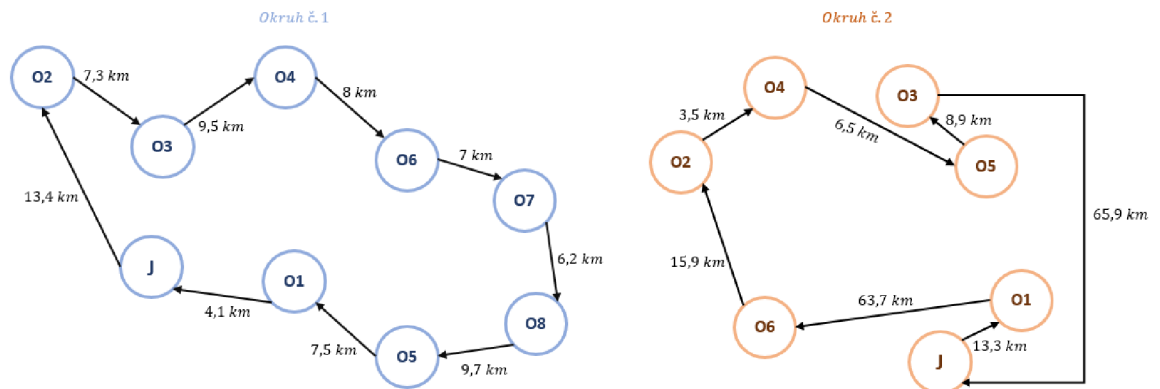 Okruh č. 1
O2
7,3 km
O3
9,5 km
O4
8 km
O6
7 km
O7
6,2 km
O8
9,7 km
O5
7,5 km
O1
4,1 km
J
13,4 km
Okruh č. 2
J
13,3 km
O1
63,7 km
O6
15,9 km
O2
3,5 km
O4
6,5 km
O5
8,9 km
O3
65,9 km